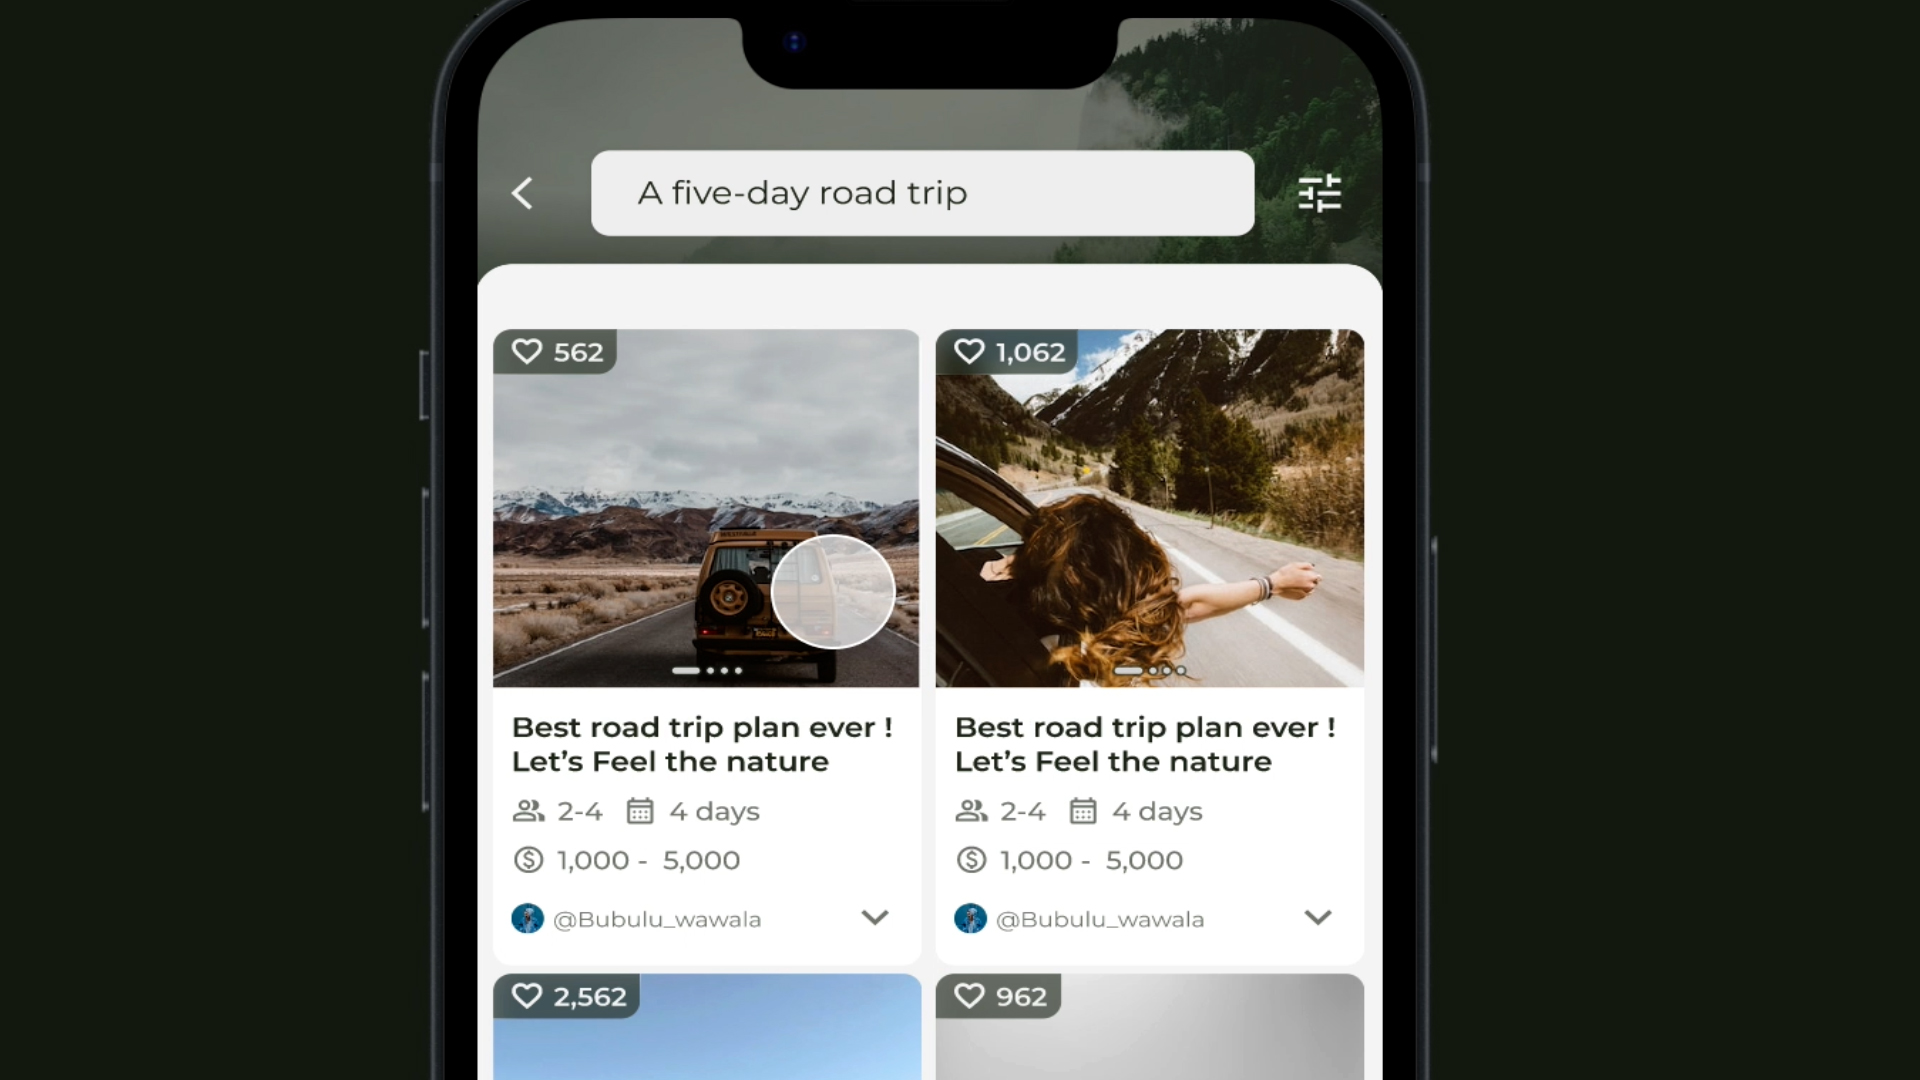 A five-day road trip
562
1,062
Best road trip plan ever !
Let's Feel the nature
2-4 4 days
1,000 - 5,000
@Bubulu_wawala
Best road trip plan ever !
Let's Feel the nature
2-4 4 days
1,000 - 5,000
@Bubulu_wawala
2,562
962